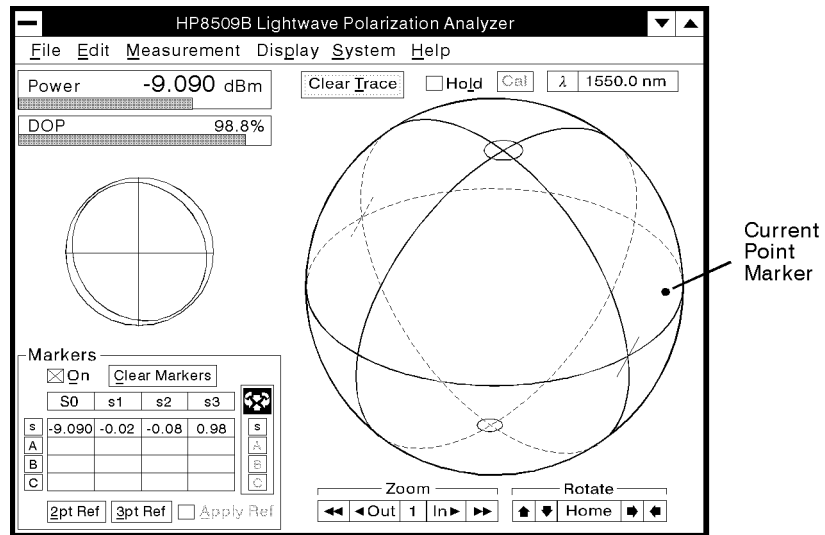 HP8509B Lightwave Polarization Analyzer
File Edit Measurement Display System Help
Power -9.090 dBm
DOP 98.8%
Clear Trace Hold Cal λ 1550.0 nm
Current
Point
Marker
Markers
On Clear Markers
S0 s1 s2 s3
s -9.090 -0.02 -0.08 0.98 s
A A
B B
C C
2pt Ref 3pt Ref Apply Ref
Zoom
Out 1 In
Rotate
Home